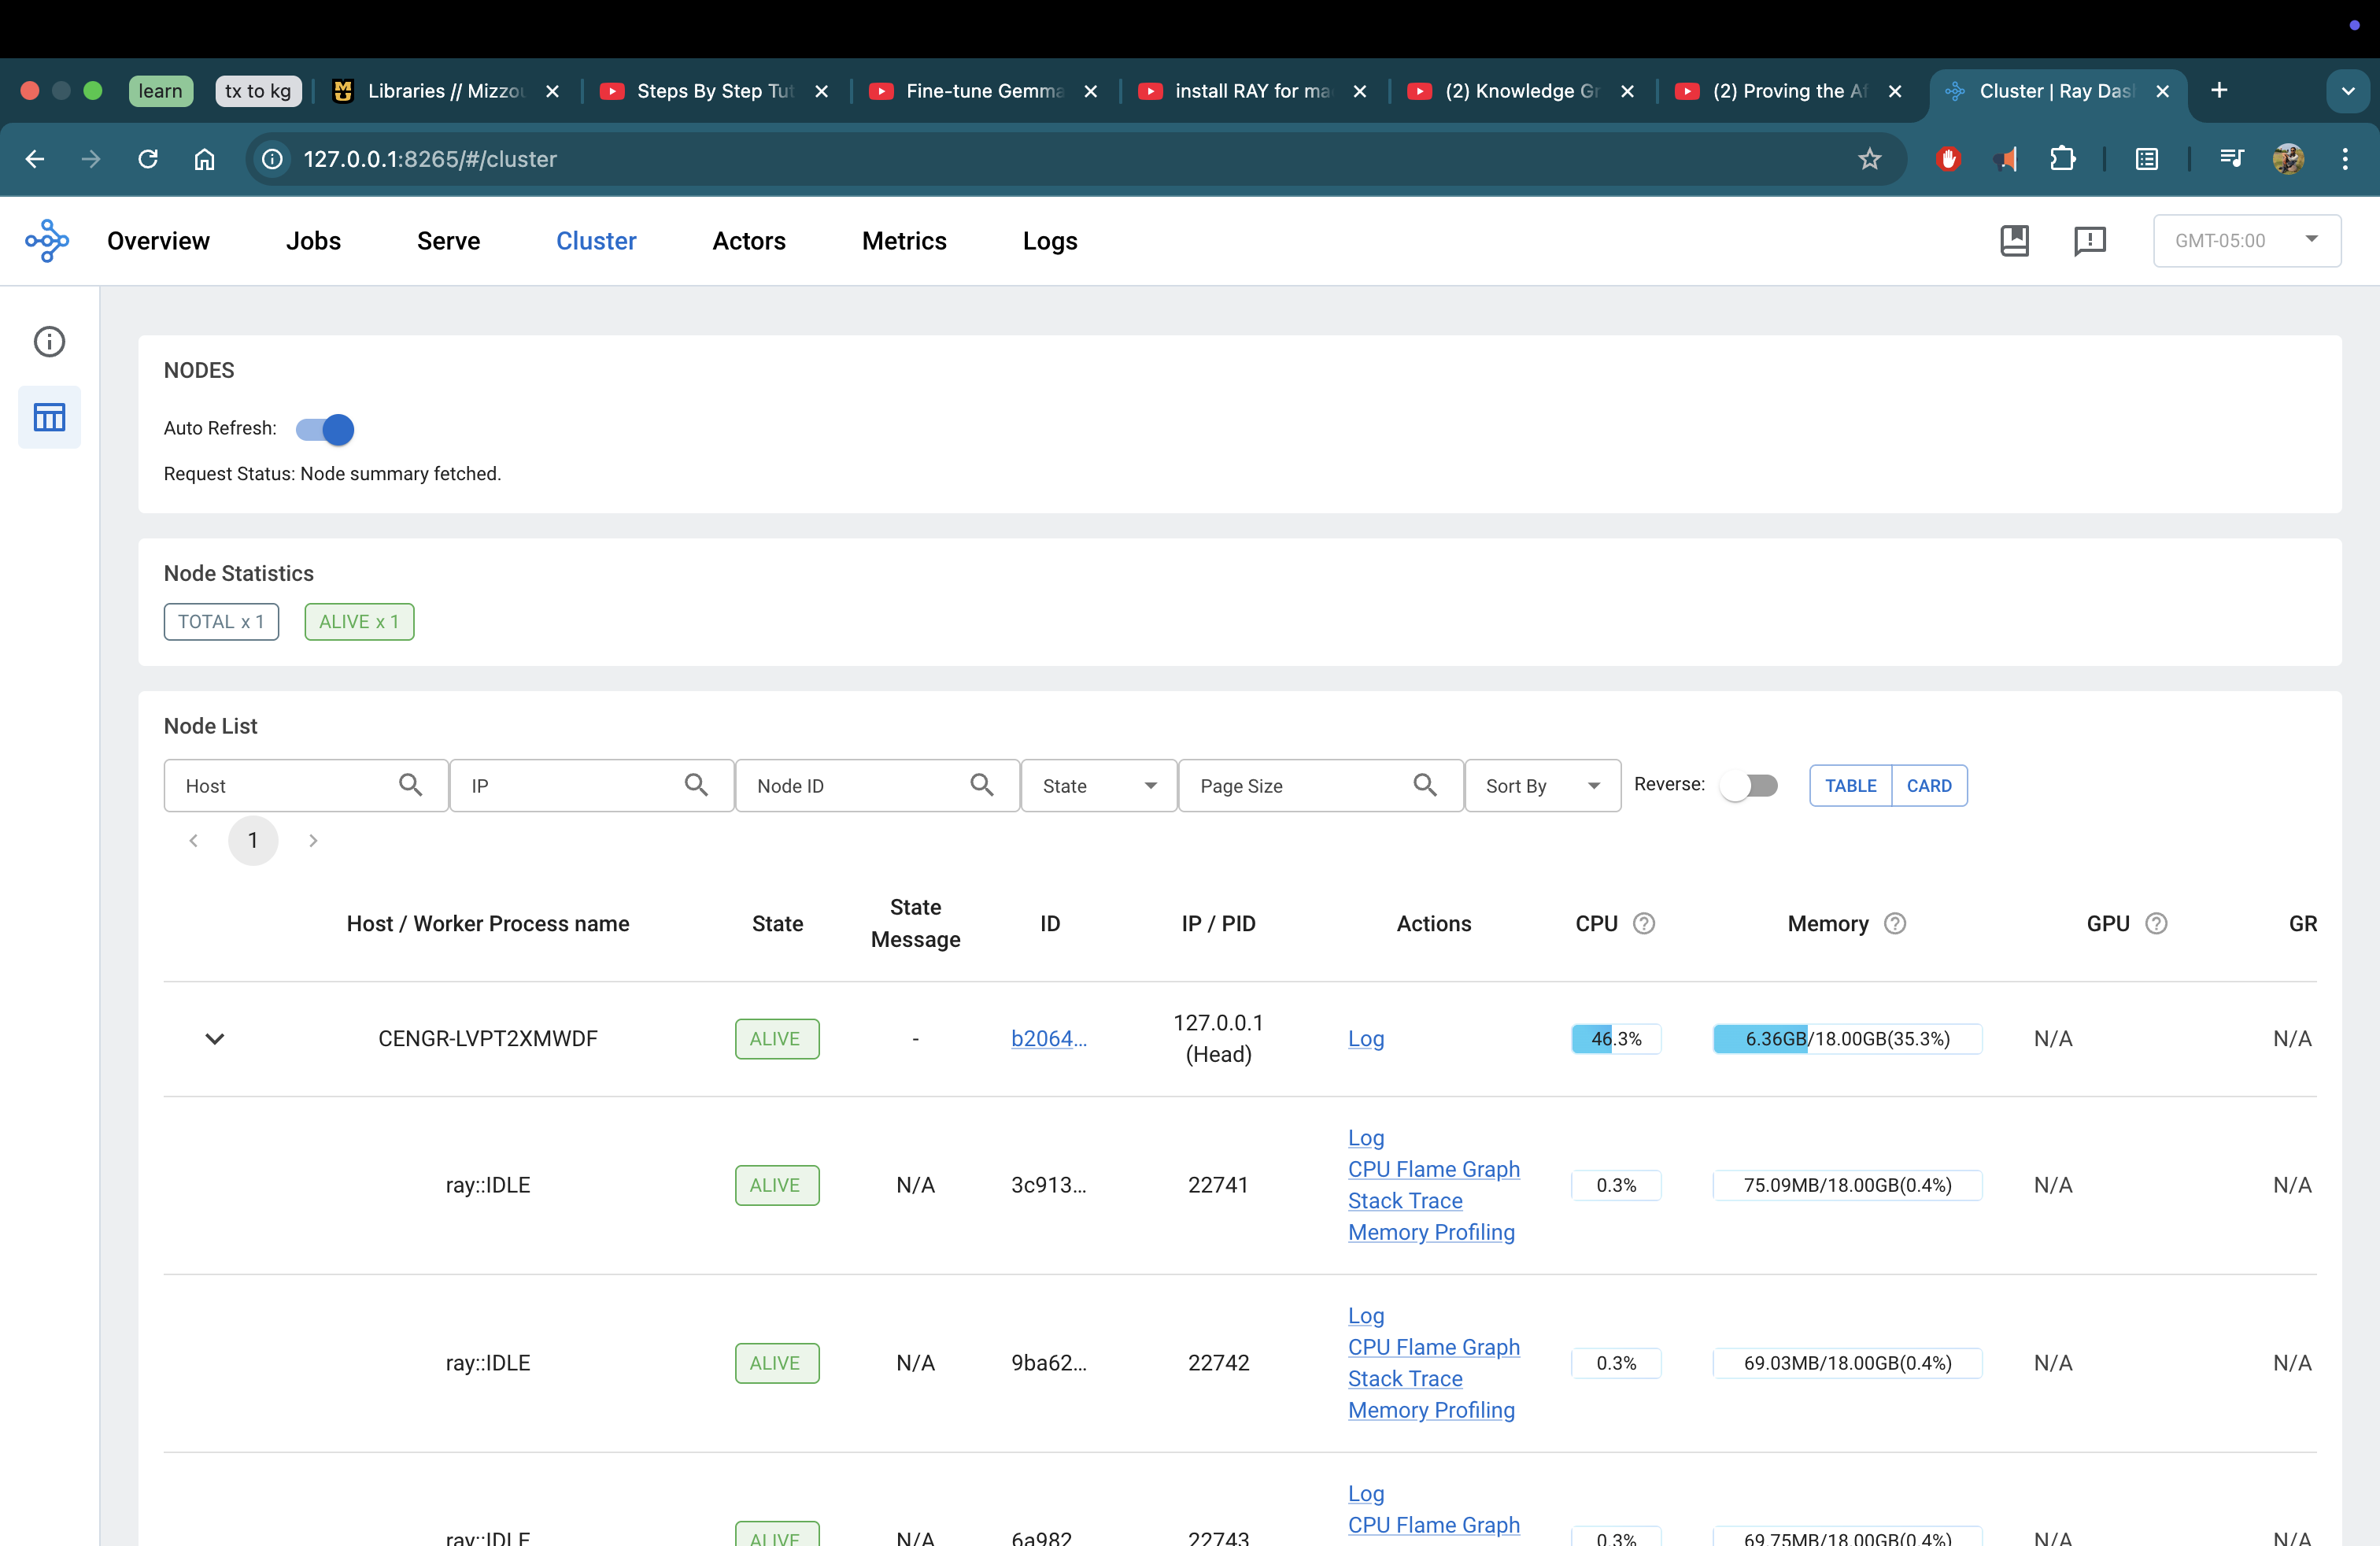 learn
tx to kg
Libraries // Mizzou
Steps By Step Tut
Fine-tune Gemma
install RAY for ma
(2) Knowledge Gr
(2) Proving the Af
Cluster | Ray Das
127.0.0.1:8265/#/cluster
Overview
Jobs
Serve
Cluster
Actors
Metrics
Logs
GMT-05:00
NODES
Auto Refresh:
Request Status: Node summary fetched.
Node Statistics
TOTAL x 1
ALIVE x 1
Node List
Host
IP
Node ID
State
Page Size
Sort By
Reverse:
TABLE
CARD
1
Host / Worker Process name
State
State
Message
ID
IP / PID
Actions
CPU
Memory
GPU
GR
CENGR-LVPT2XMWDF
ALIVE
-
b2064...
127.0.0.1
(Head)
Log
46.3%
6.36GB/18.00GB(35.3%)
N/A
N/A
ray::IDLE
ALIVE
N/A
3c913...
22741
Log
CPU Flame Graph
Stack Trace
Memory Profiling
0.3%
75.09MB/18.00GB(0.4%)
N/A
N/A
ray::IDLE
ALIVE
N/A
9ba62...
22742
Log
CPU Flame Graph
Stack Trace
Memory Profiling
0.3%
69.03MB/18.00GB(0.4%)
N/A
N/A
ray::IDLE
ALIVE
N/A
6a982
22743
Log
CPU Flame Graph
0.3%
69.75MB/18.00GB(0.4%)
N/A
N/A